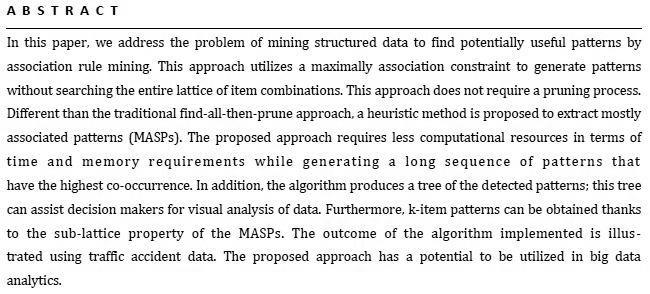 A B S T R A C T
In this paper, we address the problem of mining structured data to find potentially useful patterns by
association rule mining. This approach utilizes a maximally association constraint to generate patterns
without searching the entire lattice of item combinations. This approach does not require a pruning process.
Different than the traditional find-all-then-prune approach, a heuristic method is proposed to extract mostly
associated patterns (MASPs). The proposed approach requires less computational resources in terms of
time and memory requirements while generating a long sequence of patterns that
have the highest co-occurrence. In addition, the algorithm produces a tree of the detected patterns; this tree
can assist decision makers for visual analysis of data. Furthermore, k-item patterns can be obtained thanks
to the sub-lattice property of the MASPs. The outcome of the algorithm implemented is illus-
trated using traffic accident data. The proposed approach has a potential to be utilized in big data
analytics.